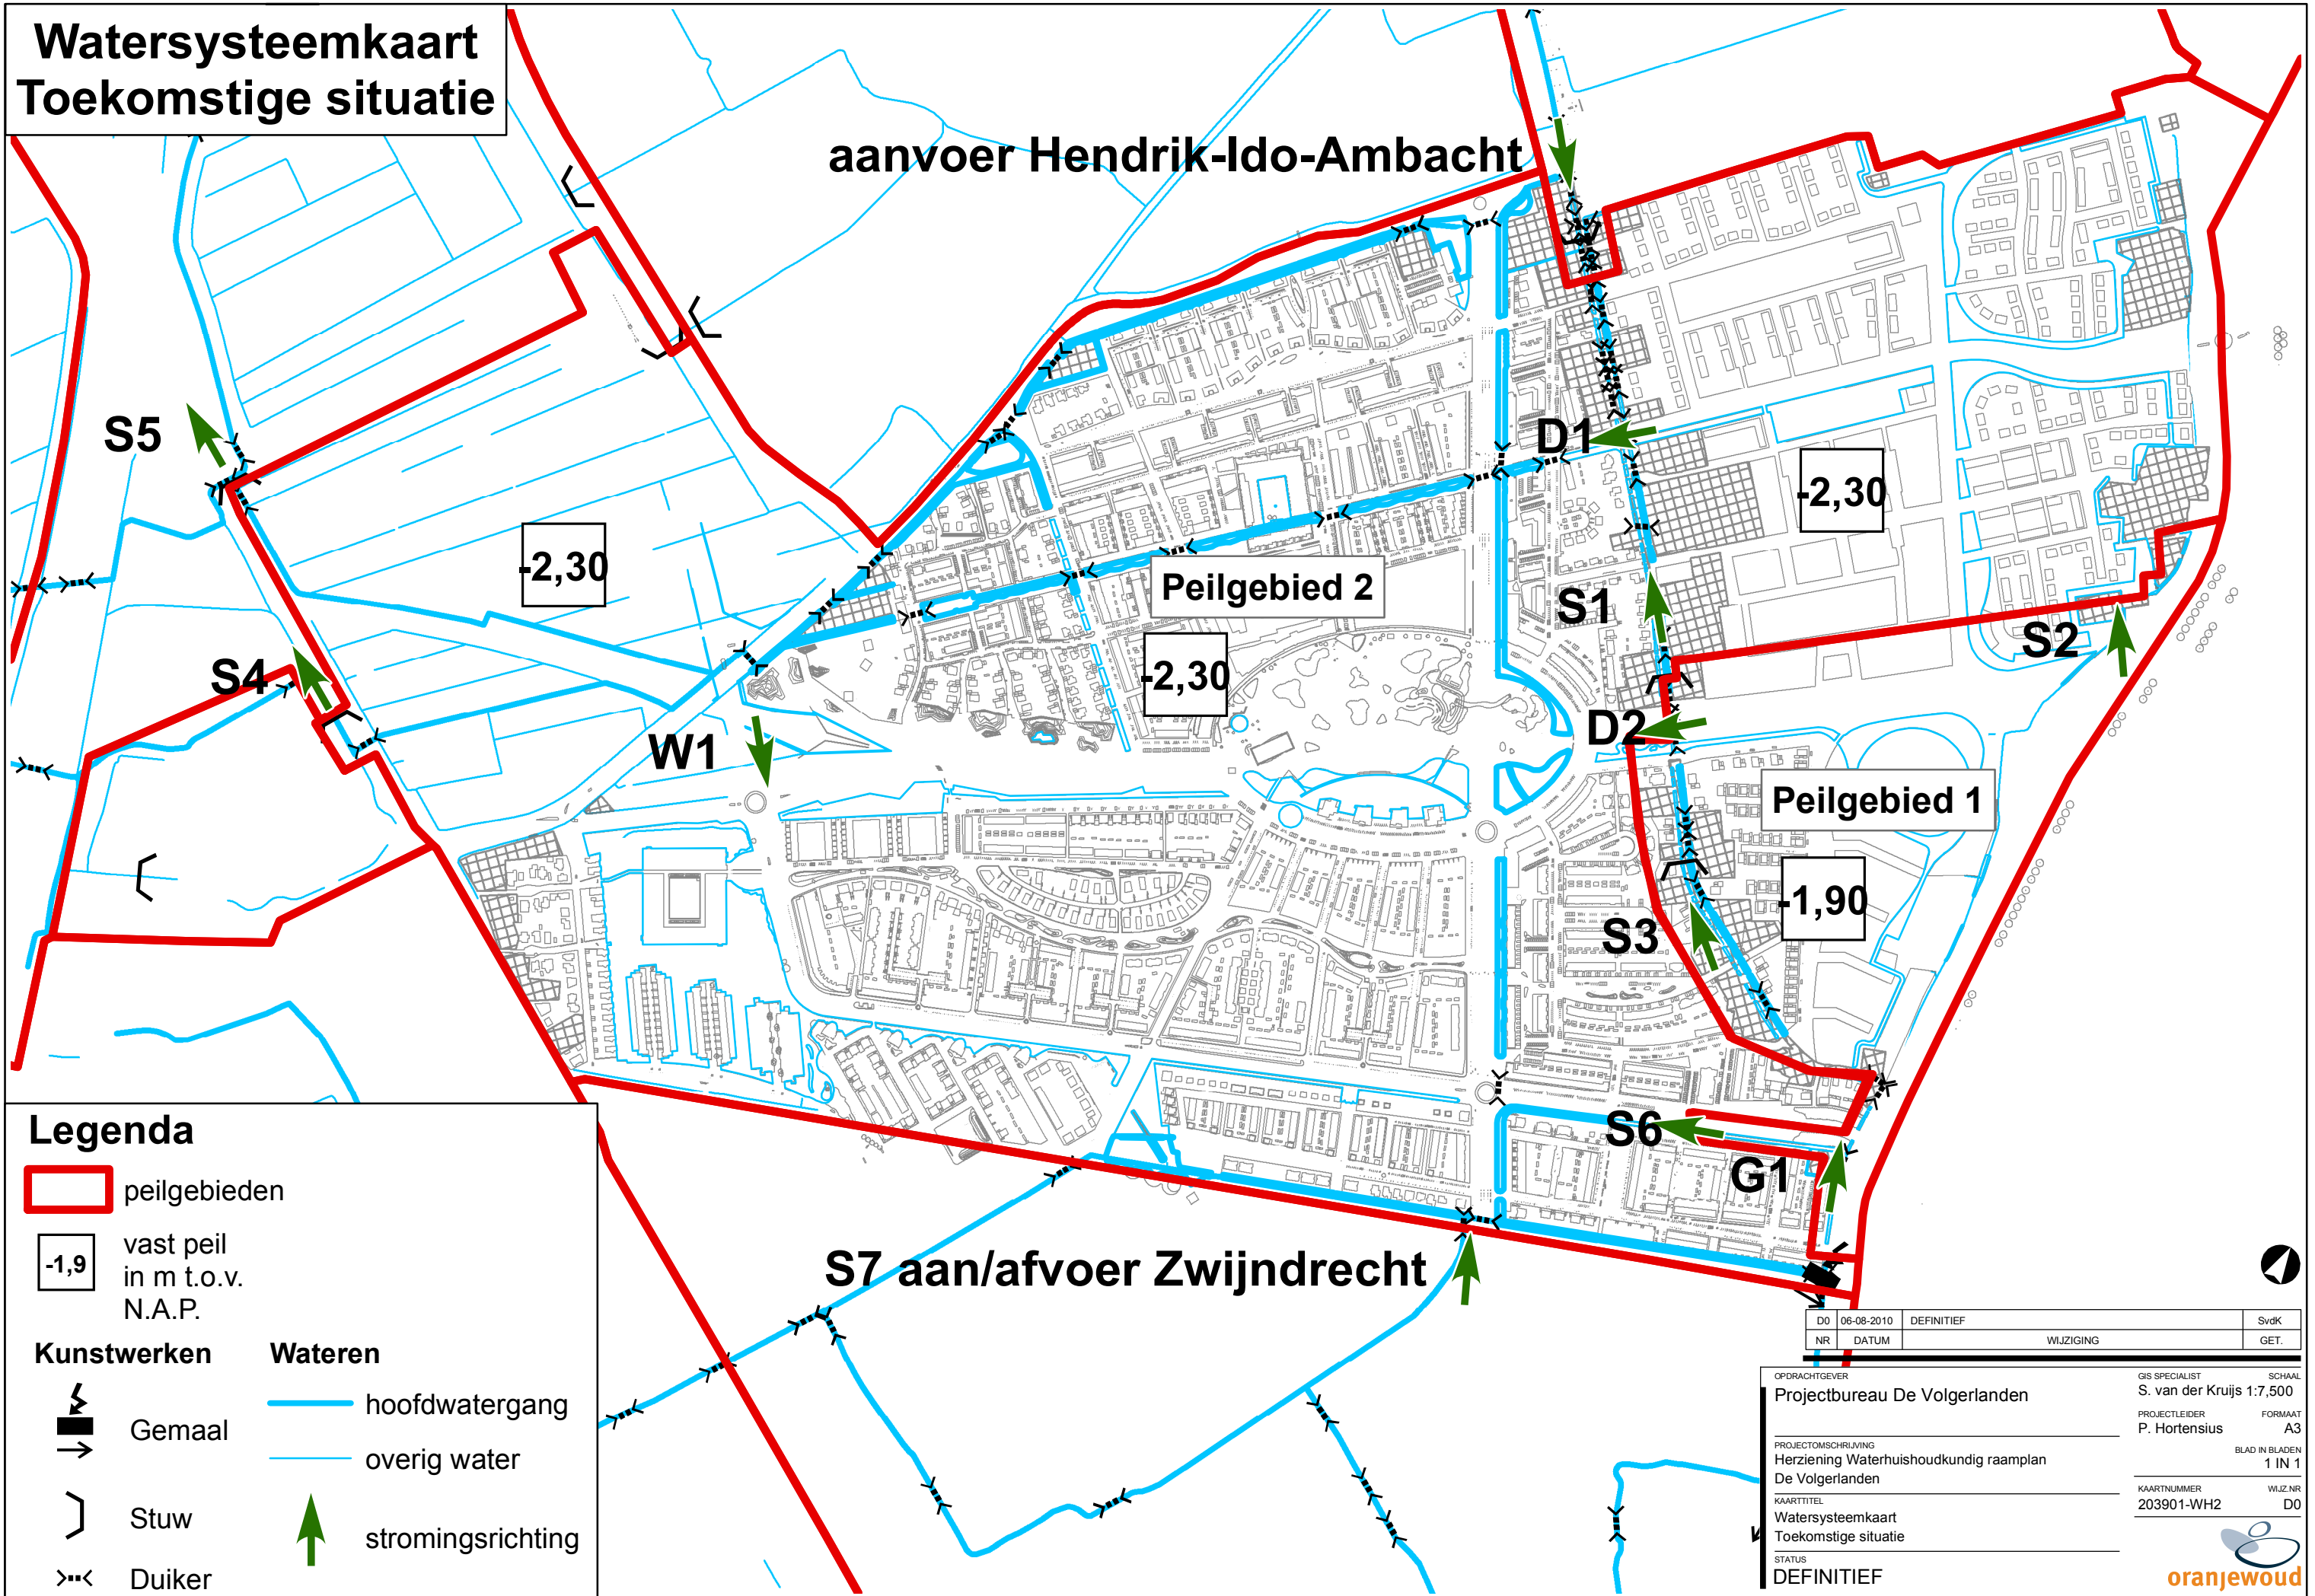 Watersysteemkaart
Toekomstige situatie
aanvoer Hendrik-Ido-Ambacht
S5
D1
-2,30
-2,30
Peilgebied 2
S1
S2
-2,30
S4
D2
W1
Peilgebied 1
-1,90
S3
S6
G1
S7 aan/afvoer Zwijndrecht
Legenda
peilgebieden
-1,9
vast peil
in m t.o.v.
N.A.P.
Kunstwerken
Wateren
Gemaal
hoofdwatergang
overig water
Stuw
stromingsrichting
Duiker
D0 06-08-2010 DEFINITIEF SvdK
NR DATUM WIJZIGING GET.
OPDRACHTGEVER
Projectbureau De Volgerlanden
GIS SPECIALIST SCHAAL
S. van der Kruijs 1:7,500
PROJECTLEIDER FORMAAT
P. Hortensius A3
PROJECTOMSCHRIJVING
Herziening Waterhuishoudkundig raamplan
De Volgerlanden
BLAD IN BLADEN
1 IN 1
KAARTTITEL
Watersysteemkaart
Toekomstige situatie
KAARTNUMMER WIJZ.NR
203901-WH2 D0
STATUS
DEFINITIEF
oranjewoud